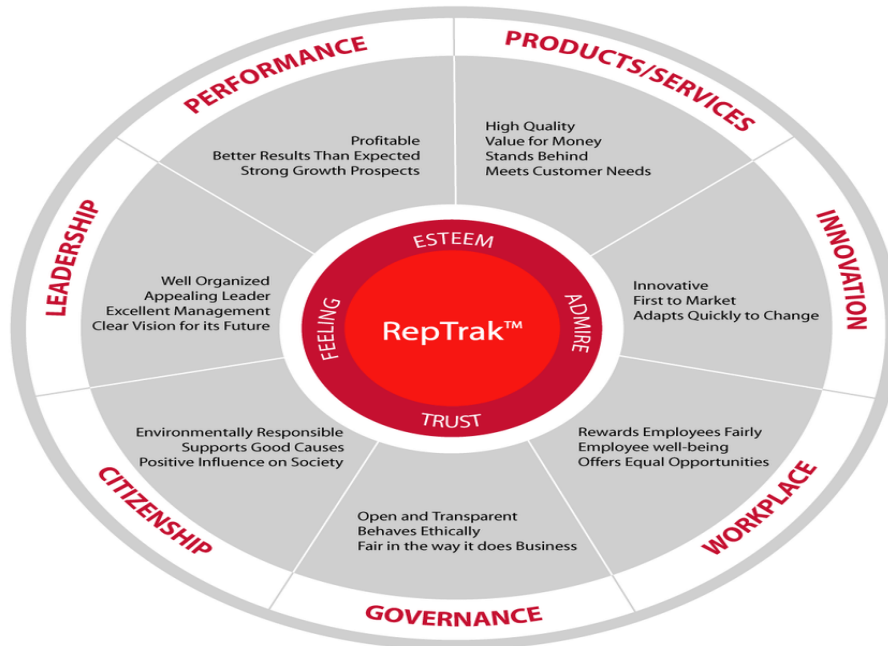 PERFORMANCE
Profitable
Better Results Than Expected
Strong Growth Prospects
PRODUCTS/SERVICES
High Quality
Value for Money
Stands Behind
Meets Customer Needs
INNOVATION
Innovative
First to Market
Adapts Quickly to Change
WORKPLACE
Rewards Employees Fairly
Employee well-being
Offers Equal Opportunities
GOVERNANCE
Open and Transparent
Behaves Ethically
Fair in the way it does Business
CITIZENSHIP
Environmentally Responsible
Supports Good Causes
Positive Influence on Society
LEADERSHIP
Well Organized
Appealing Leader
Excellent Management
Clear Vision for its Future
ESTEEM
ADMIRE
TRUST
FEELING
RepTrak™